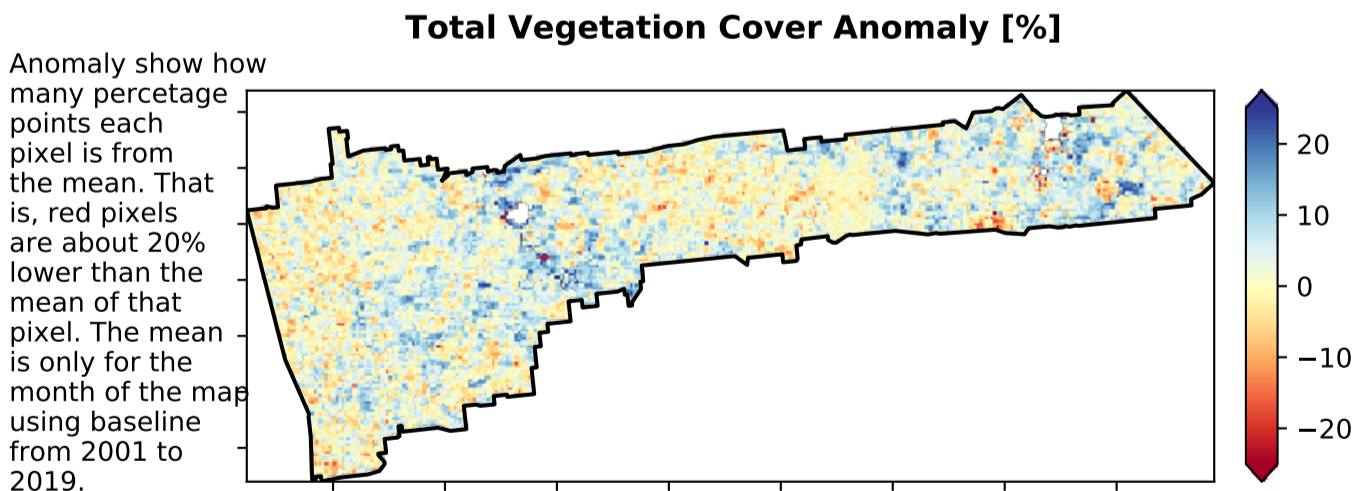 Total Vegetation Cover Anomaly [%]
Anomaly show how
many percetage
points each
pixel is from
the mean. That
is, red pixels
are about 20%
lower than the
mean of that
pixel. The mean
is only for the
month of the map
using baseline
from 2001 to
2019.
20
10
0
−10
−20